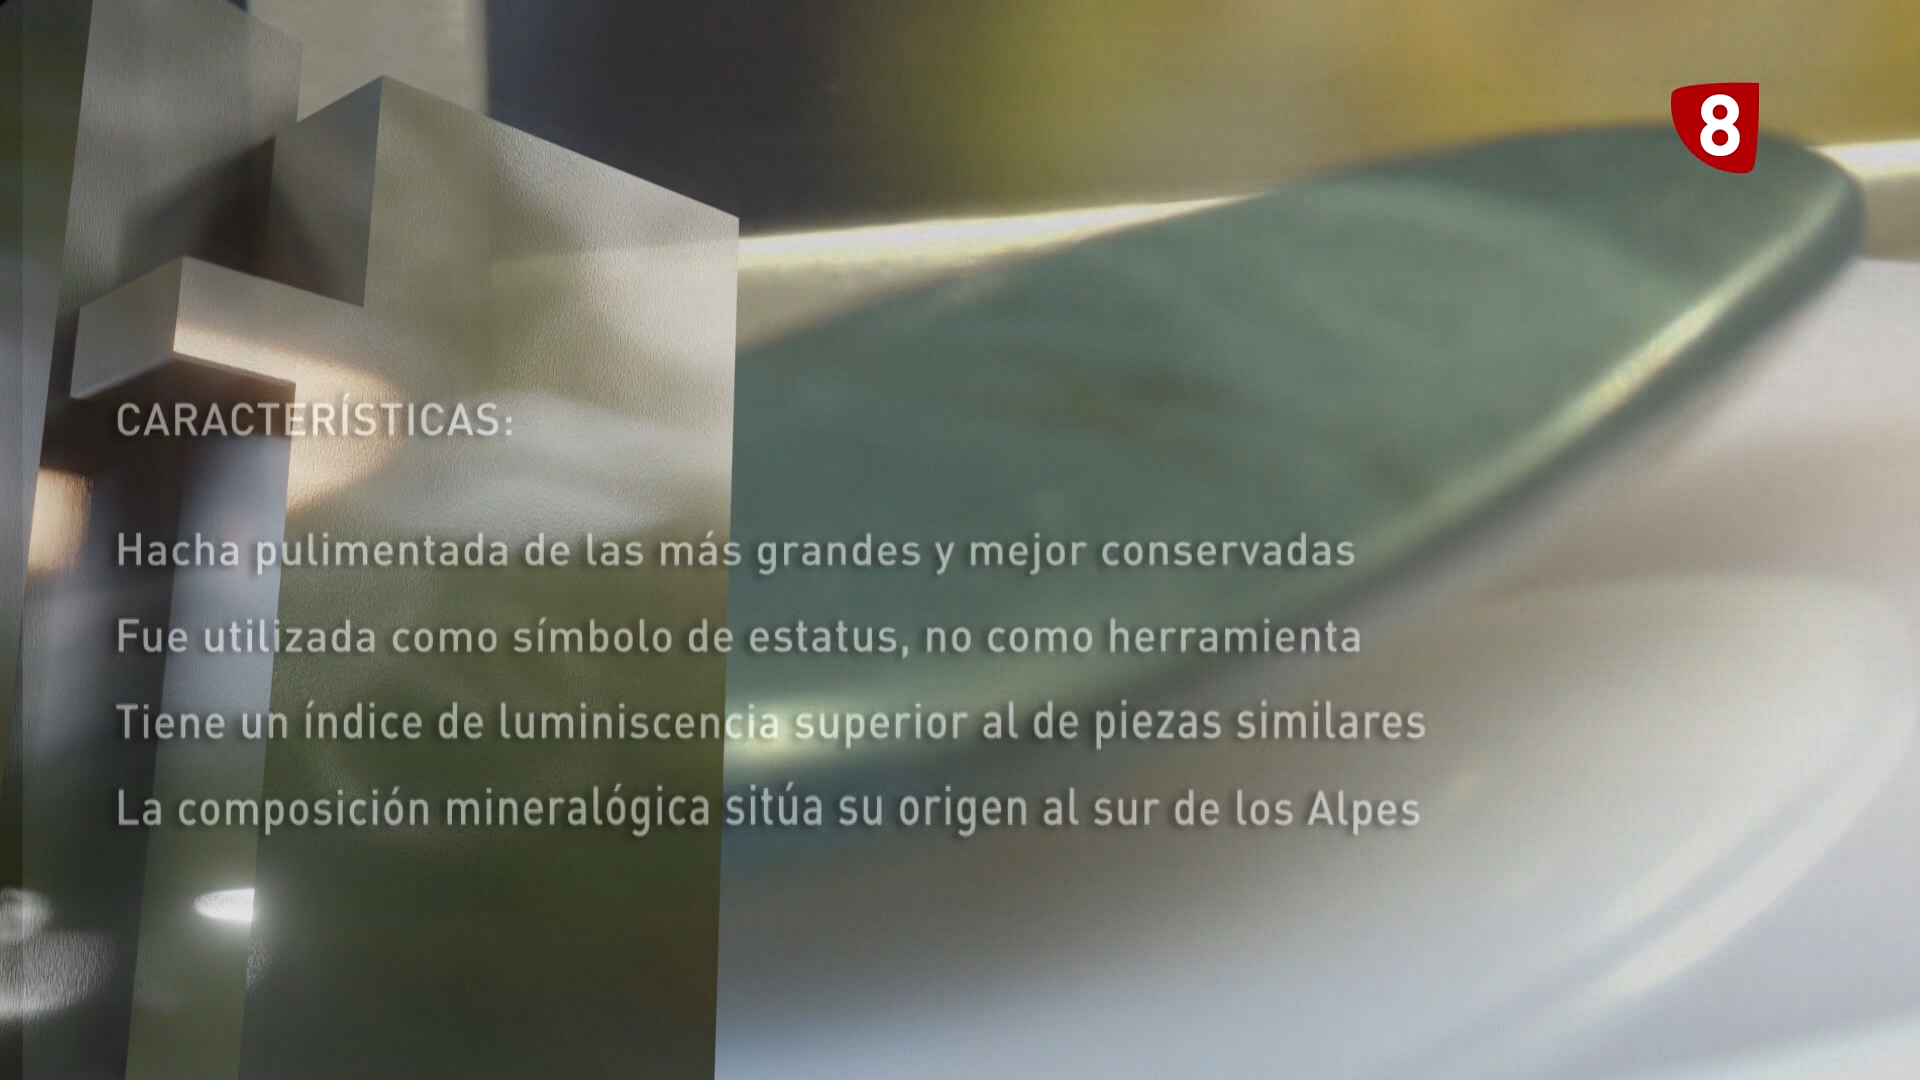 8
CARACTERÍSTICAS:
Hacha pulimentada de las más grandes y mejor conservadas
Fue utilizada como símbolo de estatus, no como herramienta
Tiene un índice de luminiscencia superior al de piezas similares
La composición mineralógica sitúa su origen al sur de los Alpes